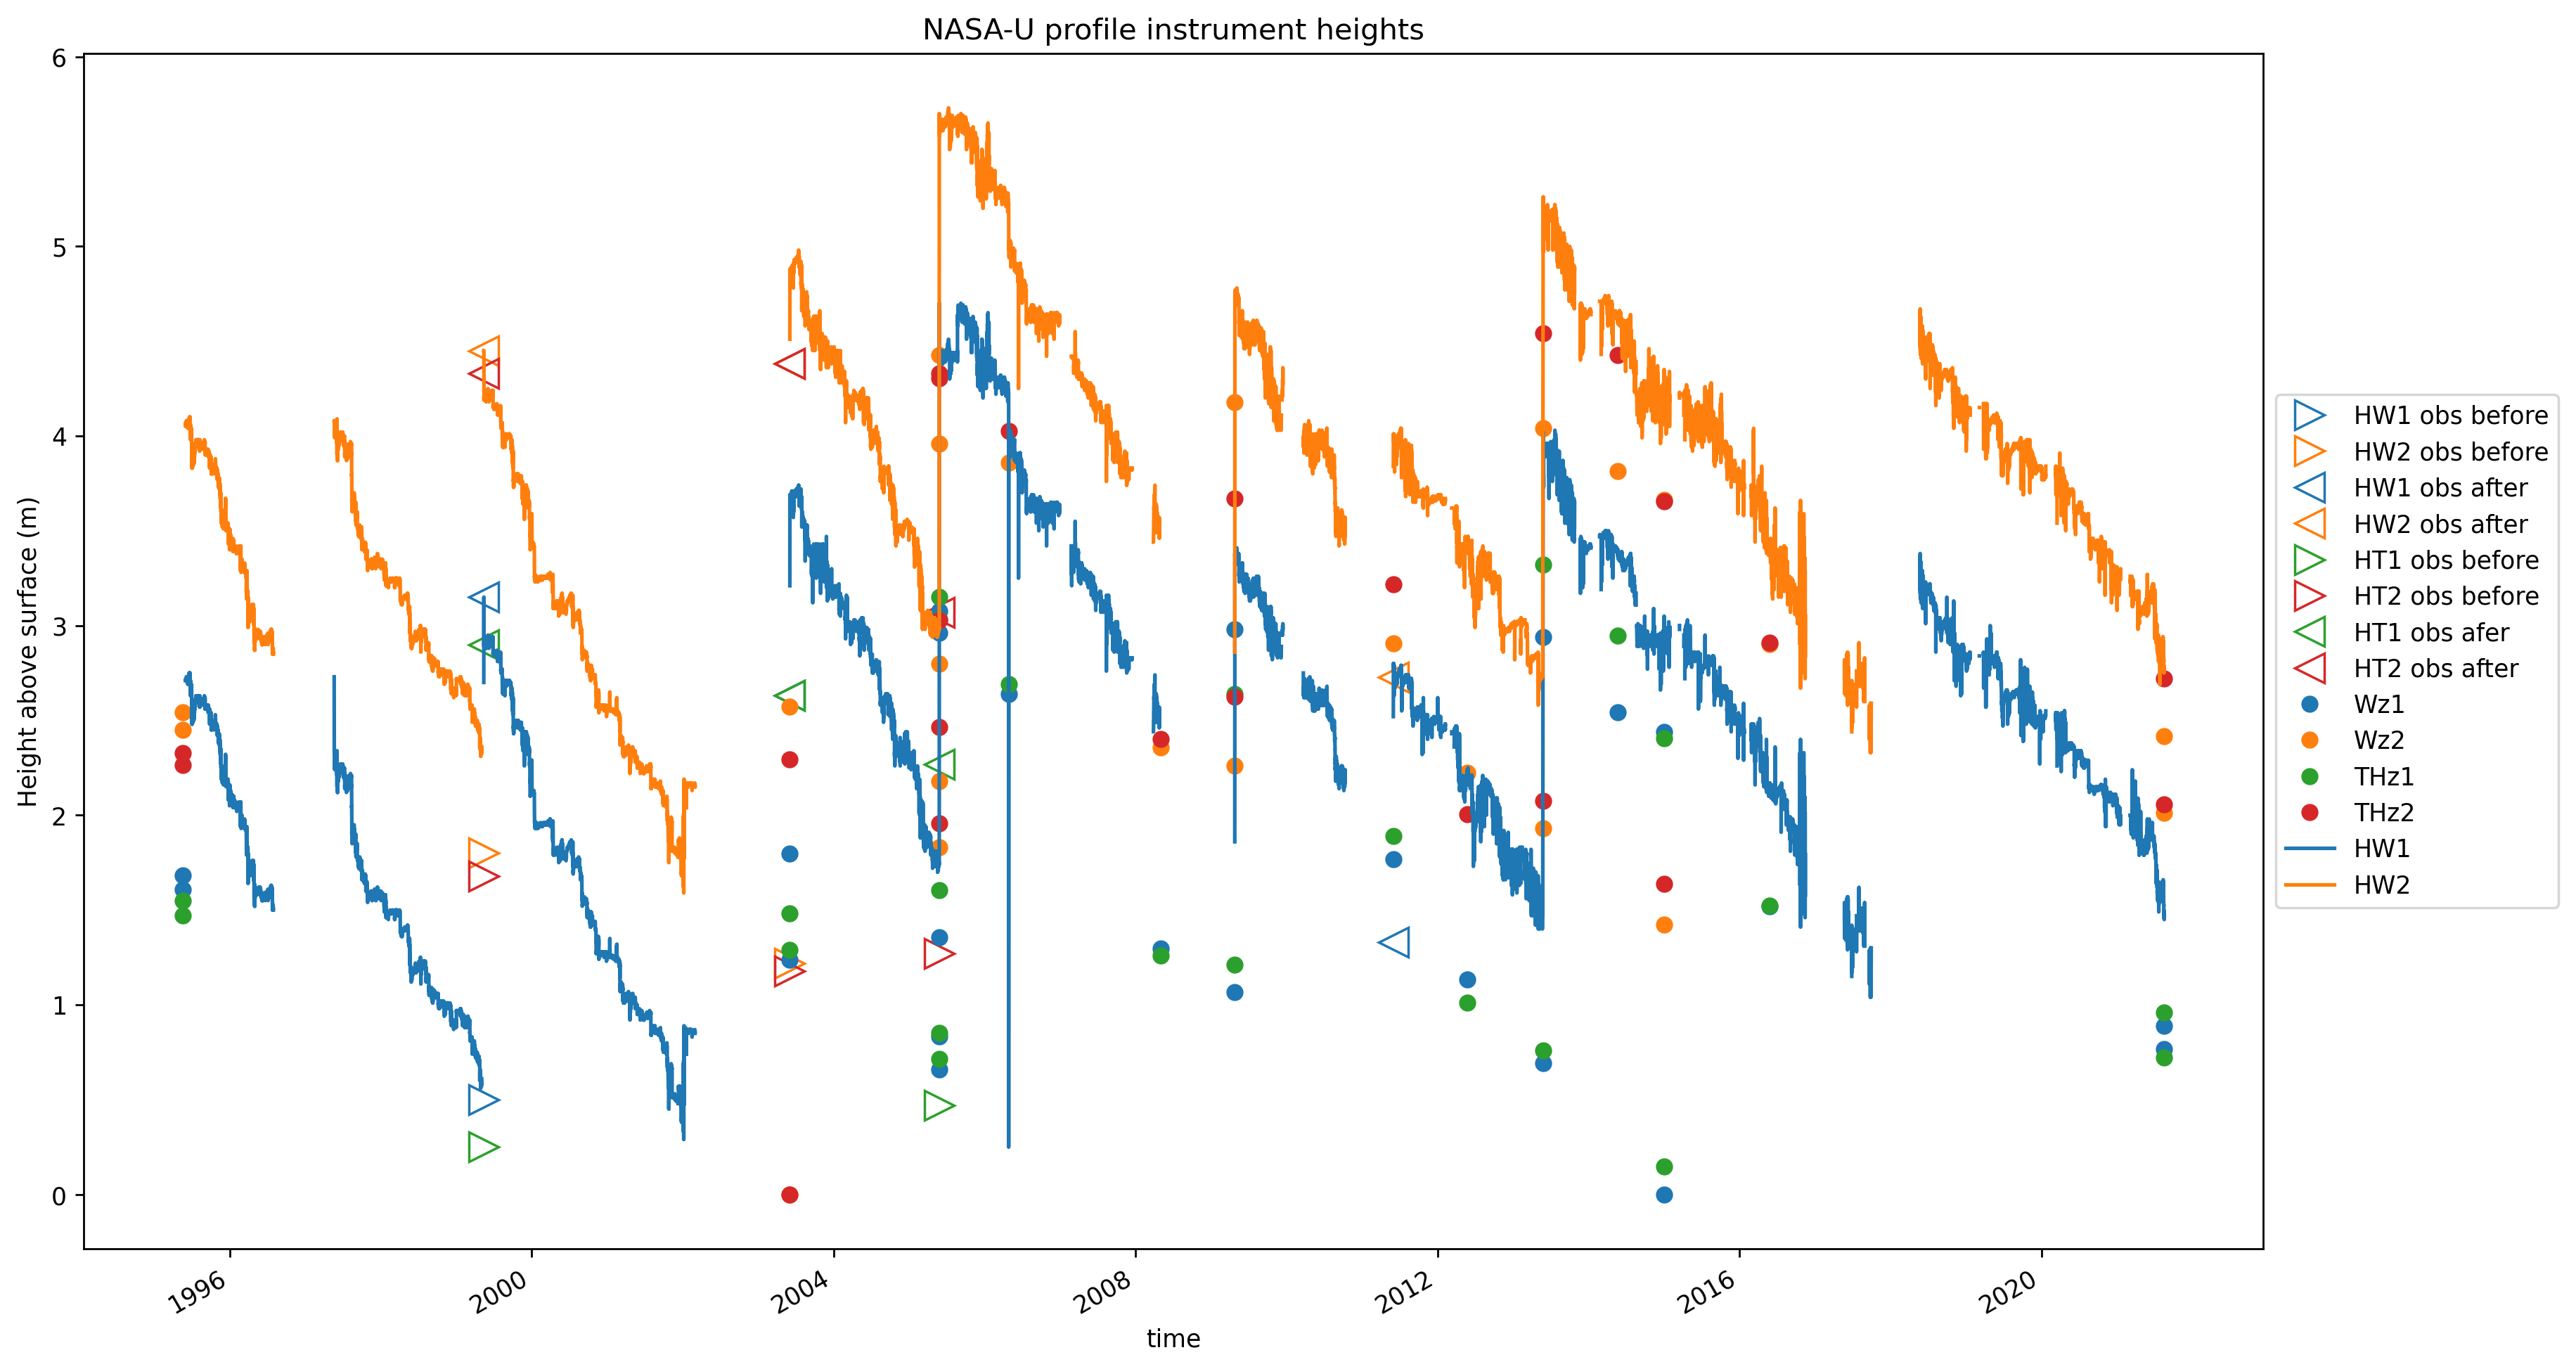 NASA-U profile instrument heights
Height above surface (m)
6
5
4
3
2
1
0
1996
2000
2004
2008
2012
2016
2020
time
HW1 obs before
HW2 obs before
HW1 obs after
HW2 obs after
HT1 obs before
HT2 obs before
HT1 obs afer
HT2 obs after
Wz1
Wz2
THz1
THz2
HW1
HW2